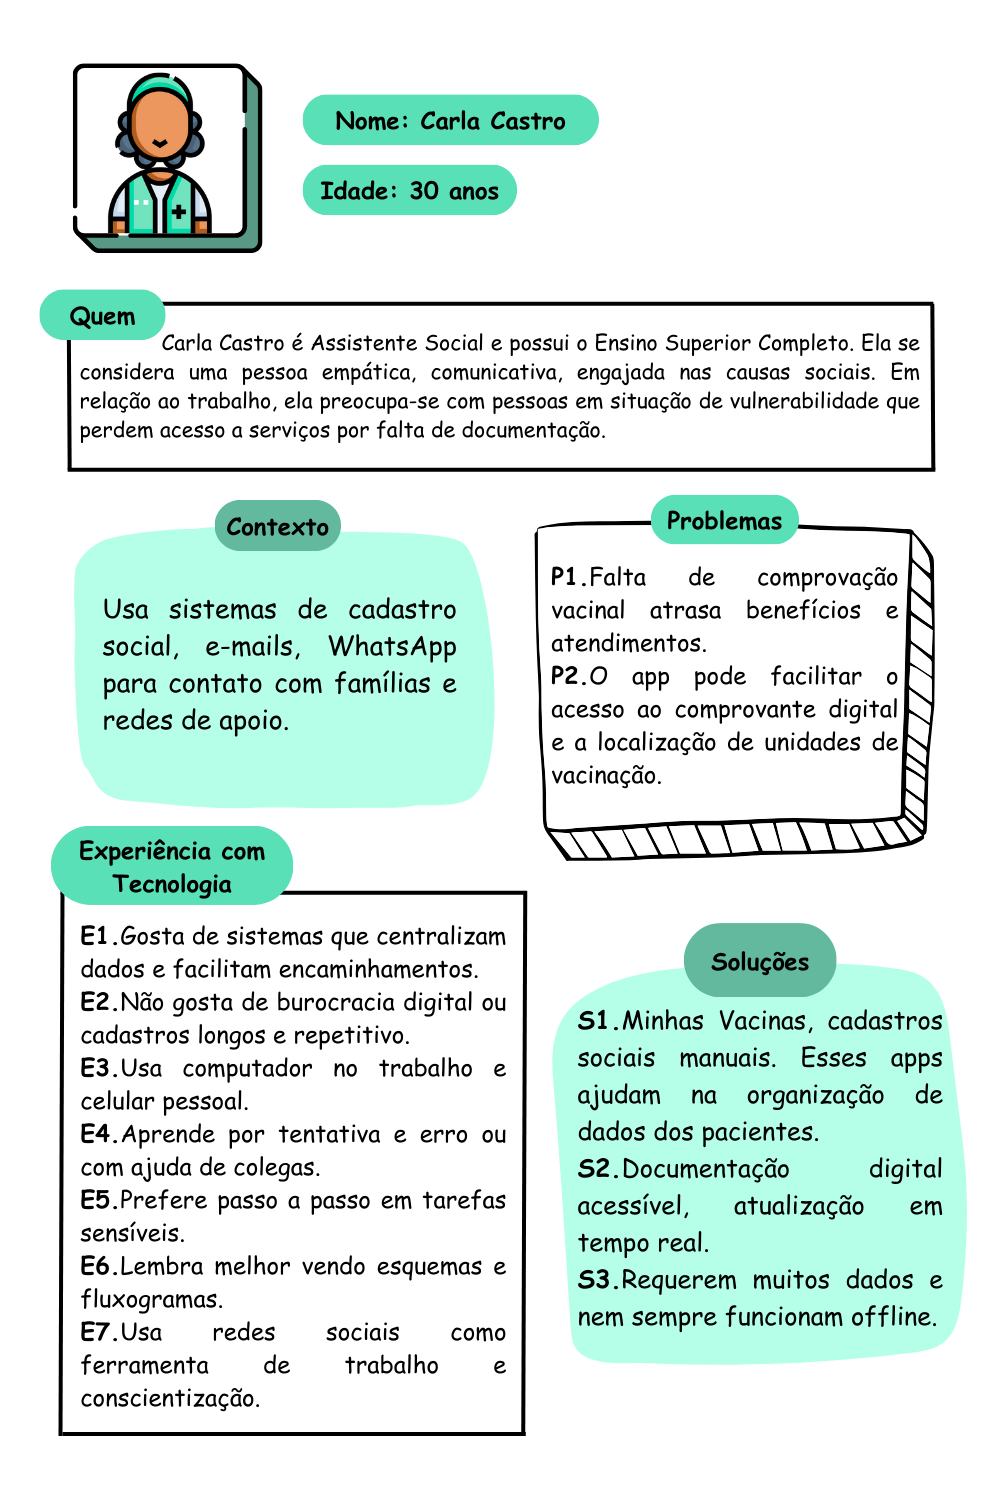 Nome: Carla Castro
Idade: 30 anos
Quem
Carla Castro é Assistente Social e possui o Ensino Superior Completo. Ela se
considera uma pessoa empática, comunicativa, engajada nas causas sociais. Em
relação ao trabalho, ela preocupa-se com pessoas em situação de vulnerabilidade que
perdem acesso a serviços por falta de documentação.
Contexto
Usa sistemas de cadastro
social, e-mails, WhatsApp
para contato com famílias e
redes de apoio.
Problemas
P1.Falta de comprovação
vacinal atrasa benefícios e
atendimentos.
P2.O app pode facilitar o
acesso ao comprovante digital
e a localização de unidades de
vacinação.
Experiência com
Tecnologia
E1.Gosta de sistemas que centralizam
dados e facilitam encaminhamentos.
E2.Não gosta de burocracia digital ou
cadastros longos e repetitivo.
E3.Usa computador no trabalho e
celular pessoal.
E4.Aprende por tentativa e erro ou
com ajuda de colegas.
E5.Prefere passo a passo em tarefas
sensíveis.
E6.Lembra melhor vendo esquemas e
fluxogramas.
E7.Usa redes sociais como
ferramenta de trabalho e
conscientização.
Soluções
S1.Minhas Vacinas, cadastros
sociais manuais. Esses apps
ajudam na organização de
dados dos pacientes.
S2.Documentação digital
acessível, atualização em
tempo real.
S3.Requerem muitos dados e
nem sempre funcionam offline.